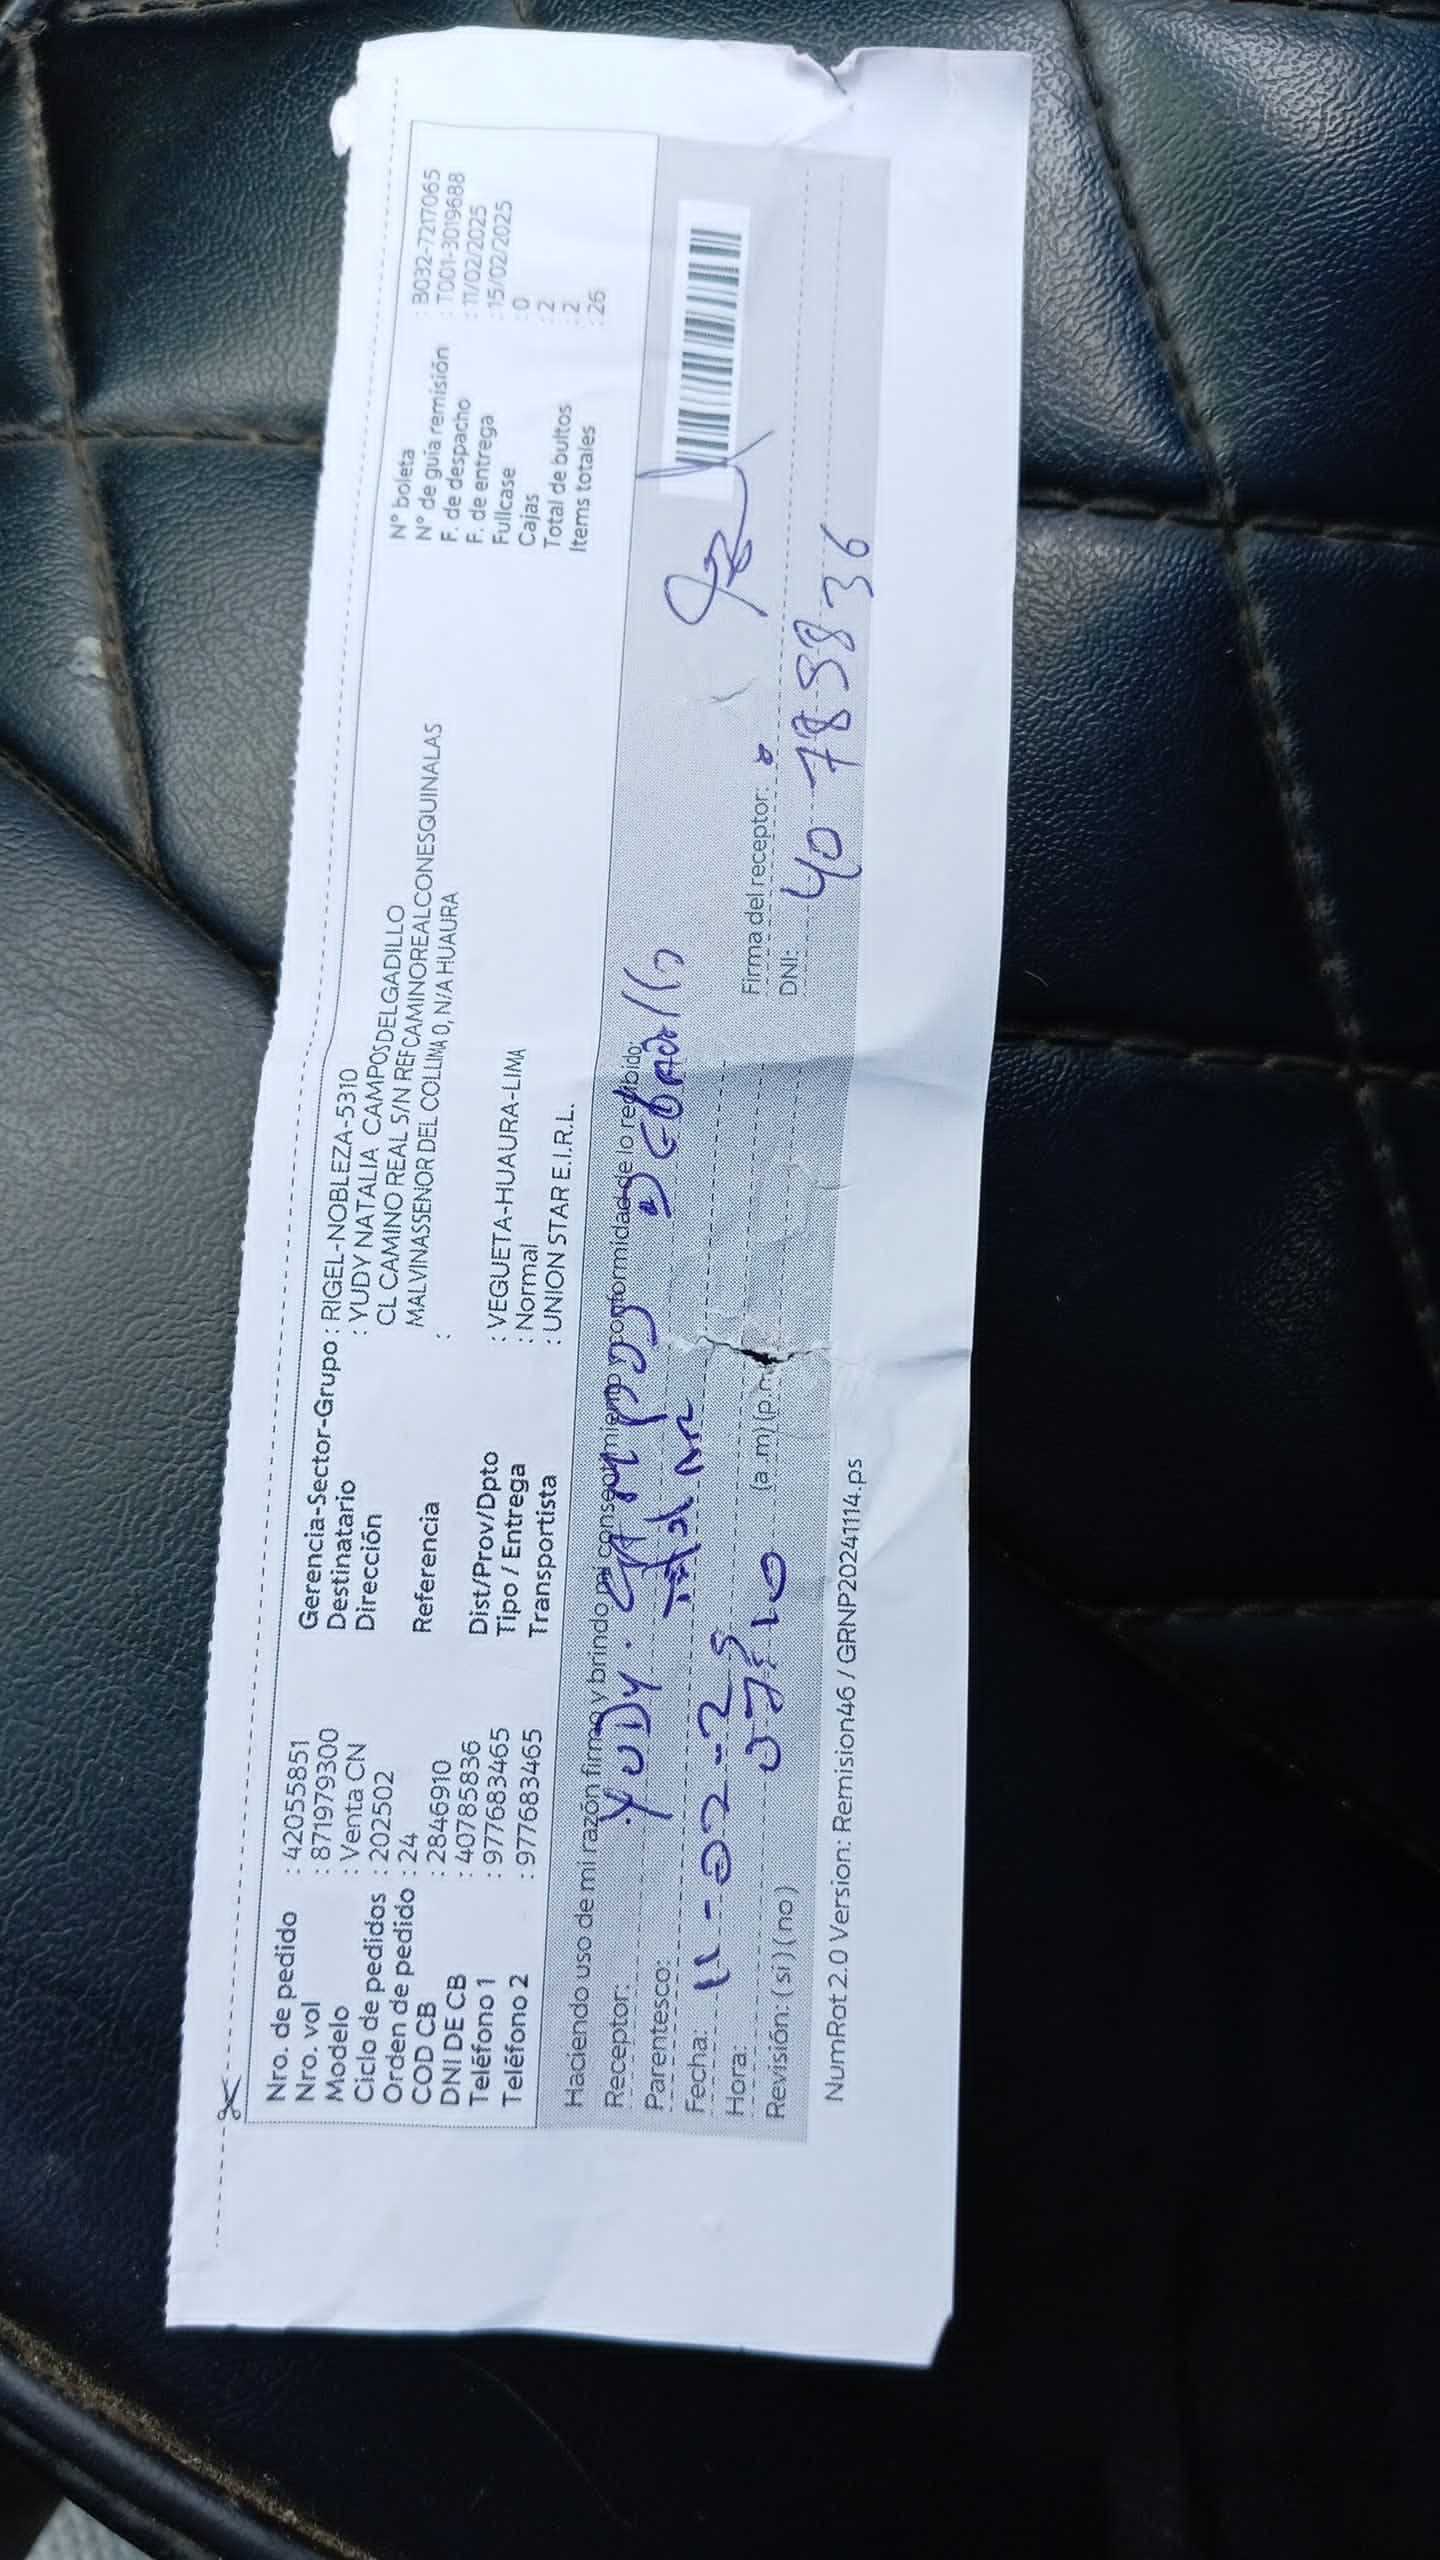 Nro. de pedido : 42055851
Nro. vol : 871979300
Modelo : Venta CN
Ciclo de pedidos : 202502
Orden de pedido : 24
COD CB : 2846910
DNI DE CB : 40785836
Teléfono 1 : 977683465
Teléfono 2 : 977683465
Gerencia-Sector-Grupo : RIGEL-NOBLEZA-5310
Destinatario : YUDY NATALIA CAMPOSDELGADILLO
Dirección CL CAMINO REAL S/N REFCAMINOREALCONESQUINALAS
MALVINASSENOR DEL COLLIMA 0, N/A HUAURA
Referencia :
Dist/Prov/Dpto : VEGUETA-HUAURA-LIMA
Tipo / Entrega : Normal
Transportista : UNION STAR E.I.R.L.
N° boleta : B032-7217065
N° de guía remisión : T001-3019688
F. de despacho : 11/02/2025
F. de entrega : 15/02/2025
Fullcase : 0
Cajas : 2
Total de bultos : 2
Items totales : 26
Haciendo uso de mi razón firmo y brindo mi consentimiento y conformidad de lo recibido.
Receptor: YUDy. CAMPOS
Parentesco:
Fecha: 11-02-25
Hora: 07:10 (a .m) (p.m
Revisión: ( si ) ( no )
Firma del receptor:
DNI: 40
NumRot 2.0 Version: Remision46 / GRNP20241114.ps